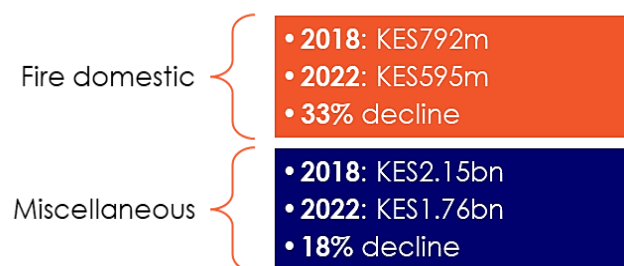 Fire domestic
• 2018: KES792m
• 2022: KES595m
• 33% decline
Miscellaneous
• 2018: KES2.15bn
• 2022: KES1.76bn
• 18% decline